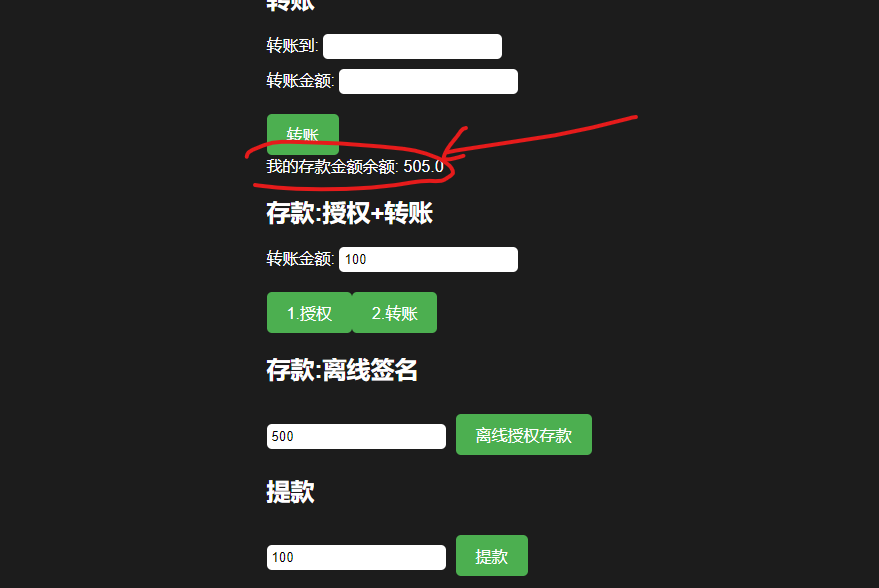 转账
转账到:
转账金额:
转账
我的存款金额余额: 505.0
存款:授权+转账
转账金额: 100
1.授权 2.转账
存款:离线签名
500 离线授权存款
提款
100 提款